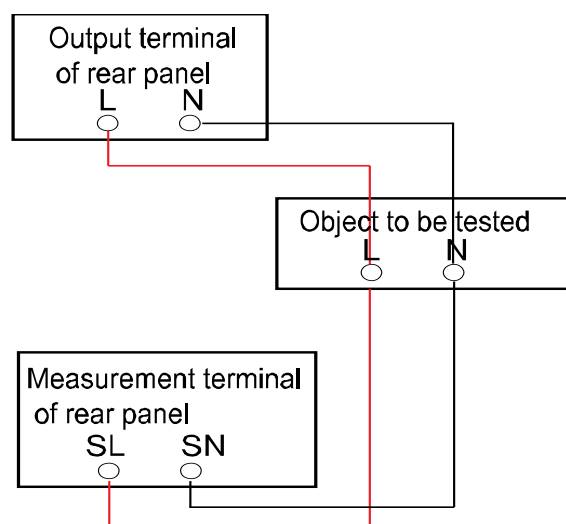 Output terminal
of rear panel
L N
Object to be tested
L N
Measurement terminal
of rear panel
SL SN